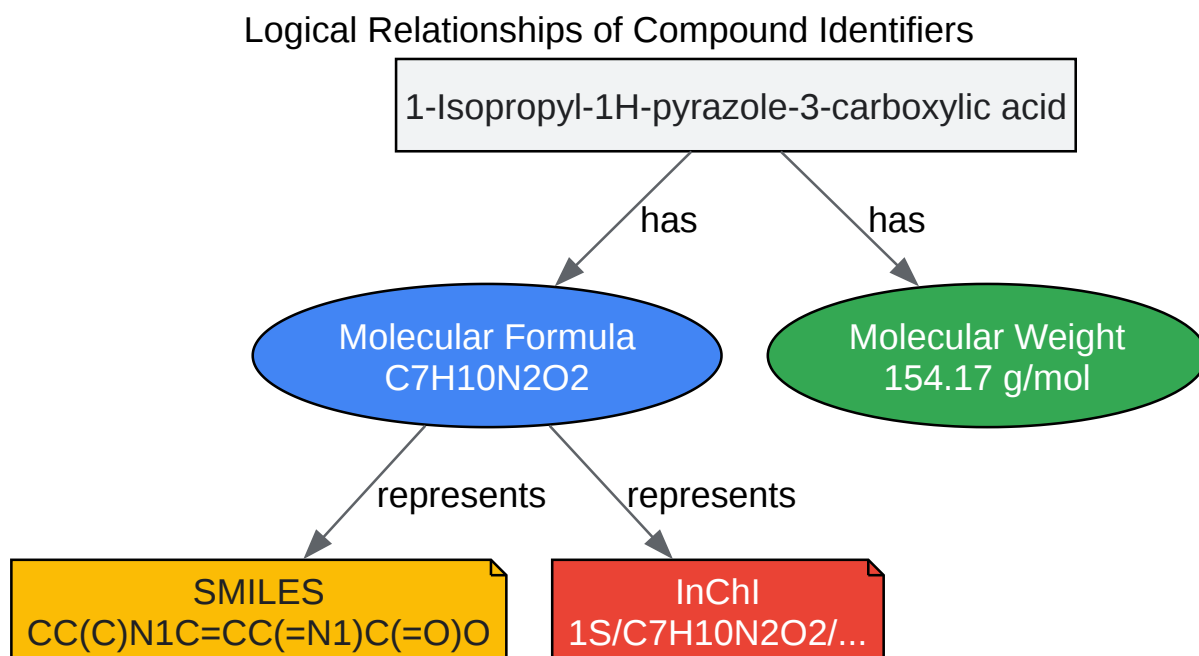 Logical Relationships of Compound Identifiers
1-Isopropyl-1H-pyrazole-3-carboxylic acid
has
has
Molecular Formula
C7H10N2O2
Molecular Weight
154.17 g/mol
represents
represents
SMILES
CC(C)N1C=CC(=N1)C(=O)O
InChI
1S/C7H10N2O2/...